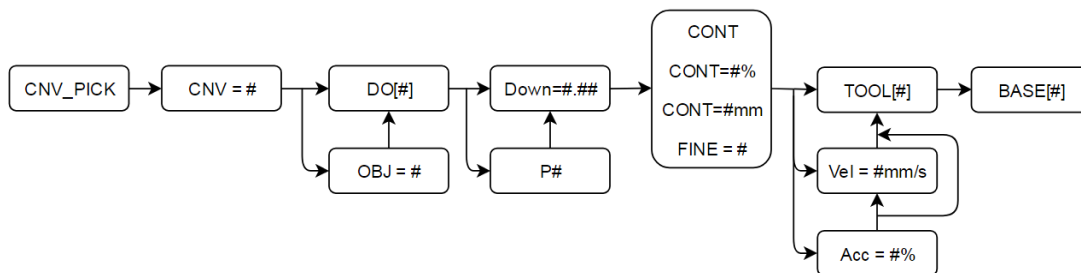 CNV_PICK
CNV = #
DO[#]
OBJ = #
Down=#.##
P#
CONT
CONT=#%
CONT=#mm
FINE = #
TOOL[#]
Vel = #mm/s
Acc = #%
BASE[#]